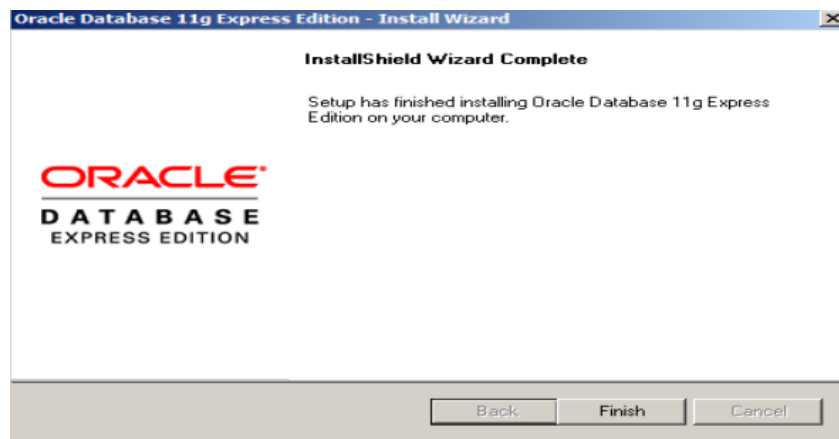 Oracle Database 11g Express Edition - Install Wizard
InstallShield Wizard Complete
Setup has finished installing Oracle Database 11g Express
Edition on your computer.
ORACLE
DATABASE
EXPRESS EDITION
Back
Finish
Cancel